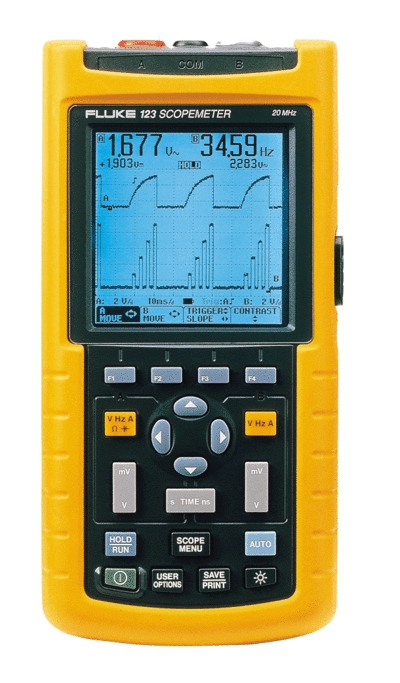 A COM B
FLUKE 123 SCOPEMETER 20 MHz
A 1.677 V~ B 34.59 Hz
+1.903V⎓ HOLD 2.283V~
A
B
A: 2 V/ 10ms/ Trig:A B: 2 V/
A MOVE B MOVE TRIGGER SLOPE CONTRAST
F1 F2 F3 F4
A B
V Hz A
Ω
V Hz A
mV
V
s TIME ns
mV
V
HOLD
RUN
SCOPE
MENU
AUTO
USER
OPTIONS
SAVE
PRINT